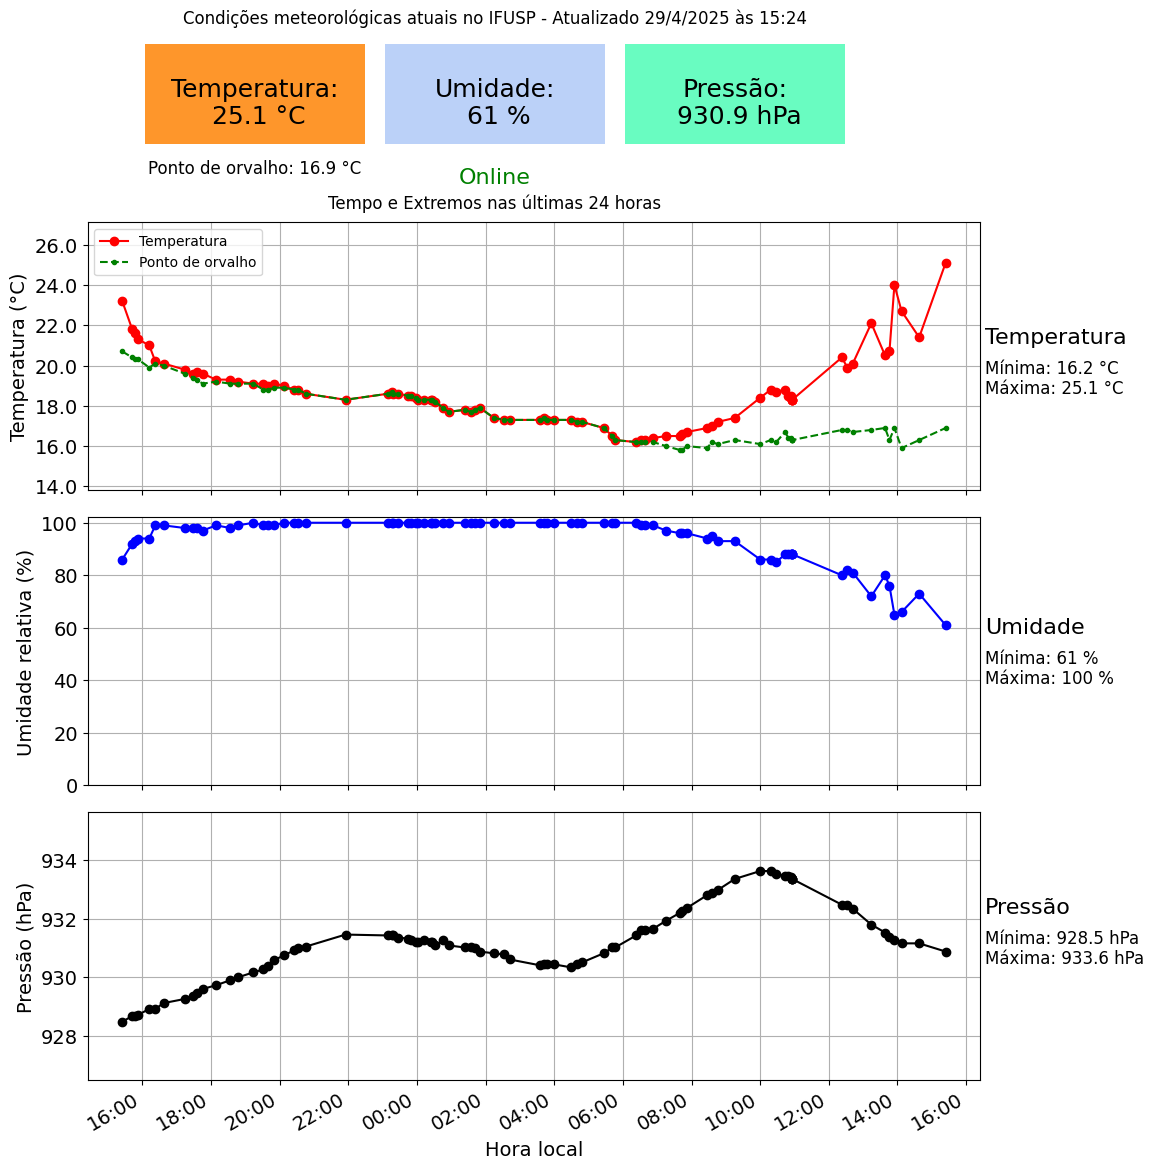 Condições meteorológicas atuais no IFUSP - Atualizado 29/4/2025 às 15:24
Temperatura:
25.1 °C
Umidade:
61 %
Pressão:
930.9 hPa
Ponto de orvalho: 16.9 °C
Online
Tempo e Extremos nas últimas 24 horas
Temperatura (°C)
26.0
24.0
22.0
20.0
18.0
16.0
14.0
Temperatura
Ponto de orvalho
Temperatura
Mínima: 16.2 °C
Máxima: 25.1 °C
Umidade relativa (%)
100
80
60
40
20
0
Umidade
Mínima: 61 %
Máxima: 100 %
Pressão (hPa)
934
932
930
928
Pressão
Mínima: 928.5 hPa
Máxima: 933.6 hPa
16:00 18:00 20:00 22:00 00:00 02:00 04:00 06:00 08:00 10:00 12:00 14:00 16:00
Hora local